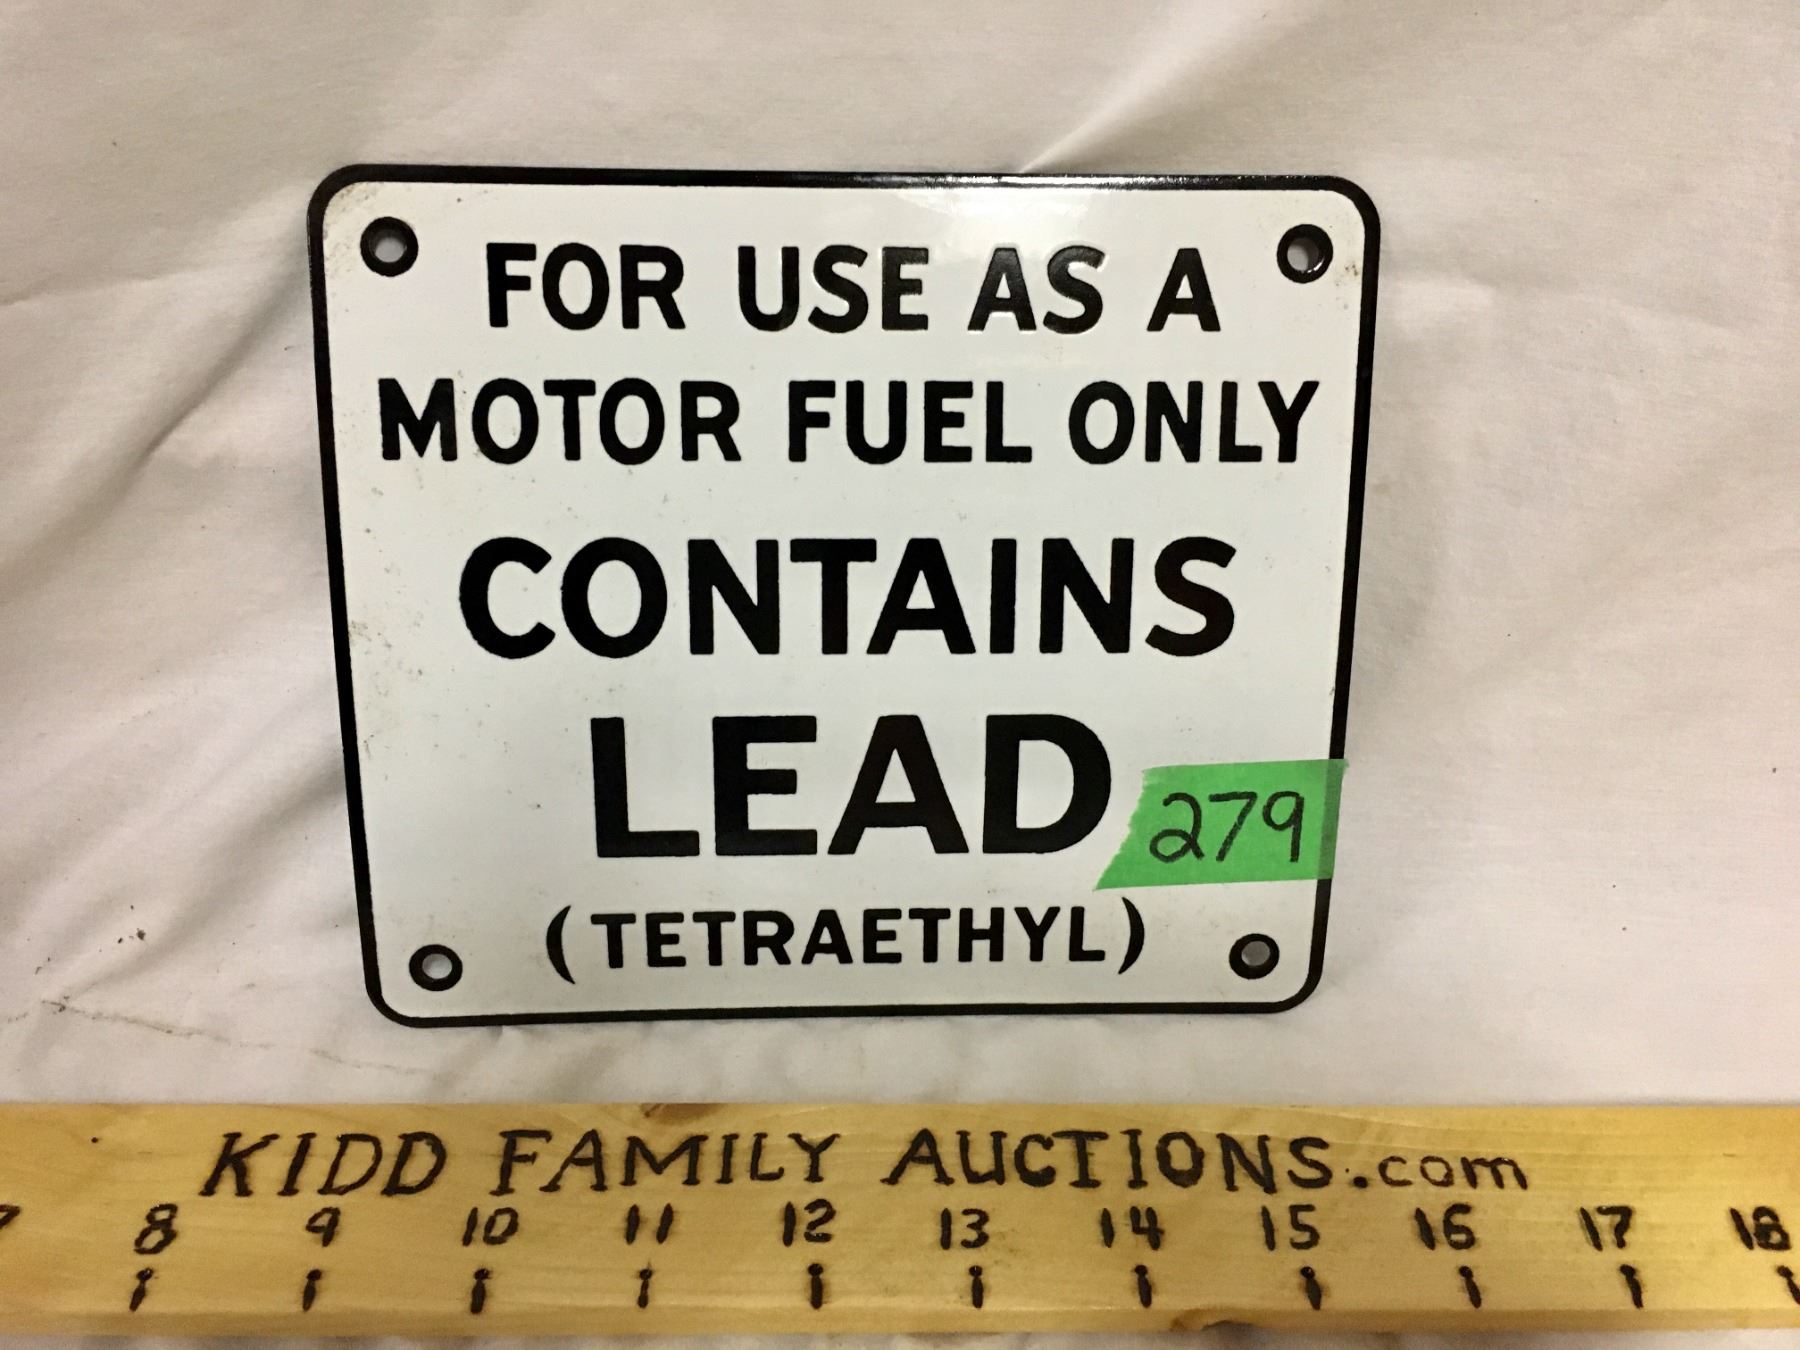 FOR USE AS A
MOTOR FUEL ONLY
CONTAINS
LEAD
279
(TETRAETHYL)
KIDD FAMILY AUCTIONS.com
7 8 9 10 11 12 13 14 15 16 17 18